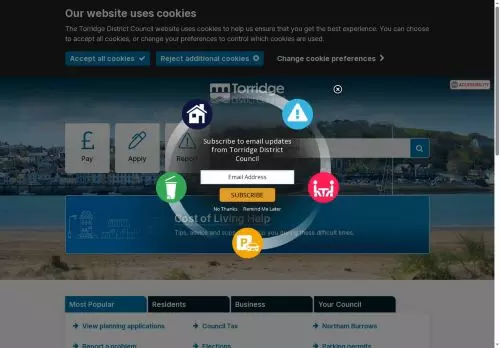 Our website uses cookies
The Torridge District Council website uses cookies to help us ensure that you get the best experience. You can choose
to accept all cookies, or change your preferences to control which cookies are used.
Accept all cookies
Reject additional cookies
Change cookie preferences
Torridge
District Council
ACCESSIBILITY
Pay
Apply
Report
Subscribe to email updates
from Torridge District
Council
Email Address
SUBSCRIBE
No Thanks Remind Me Later
Cost of Living Help
Tips, advice and support to help you during these difficult times.
Most Popular
Residents
Business
Your Council
View planning applications
Council Tax
Northam Burrows
Report a problem
Elections
Parking permits